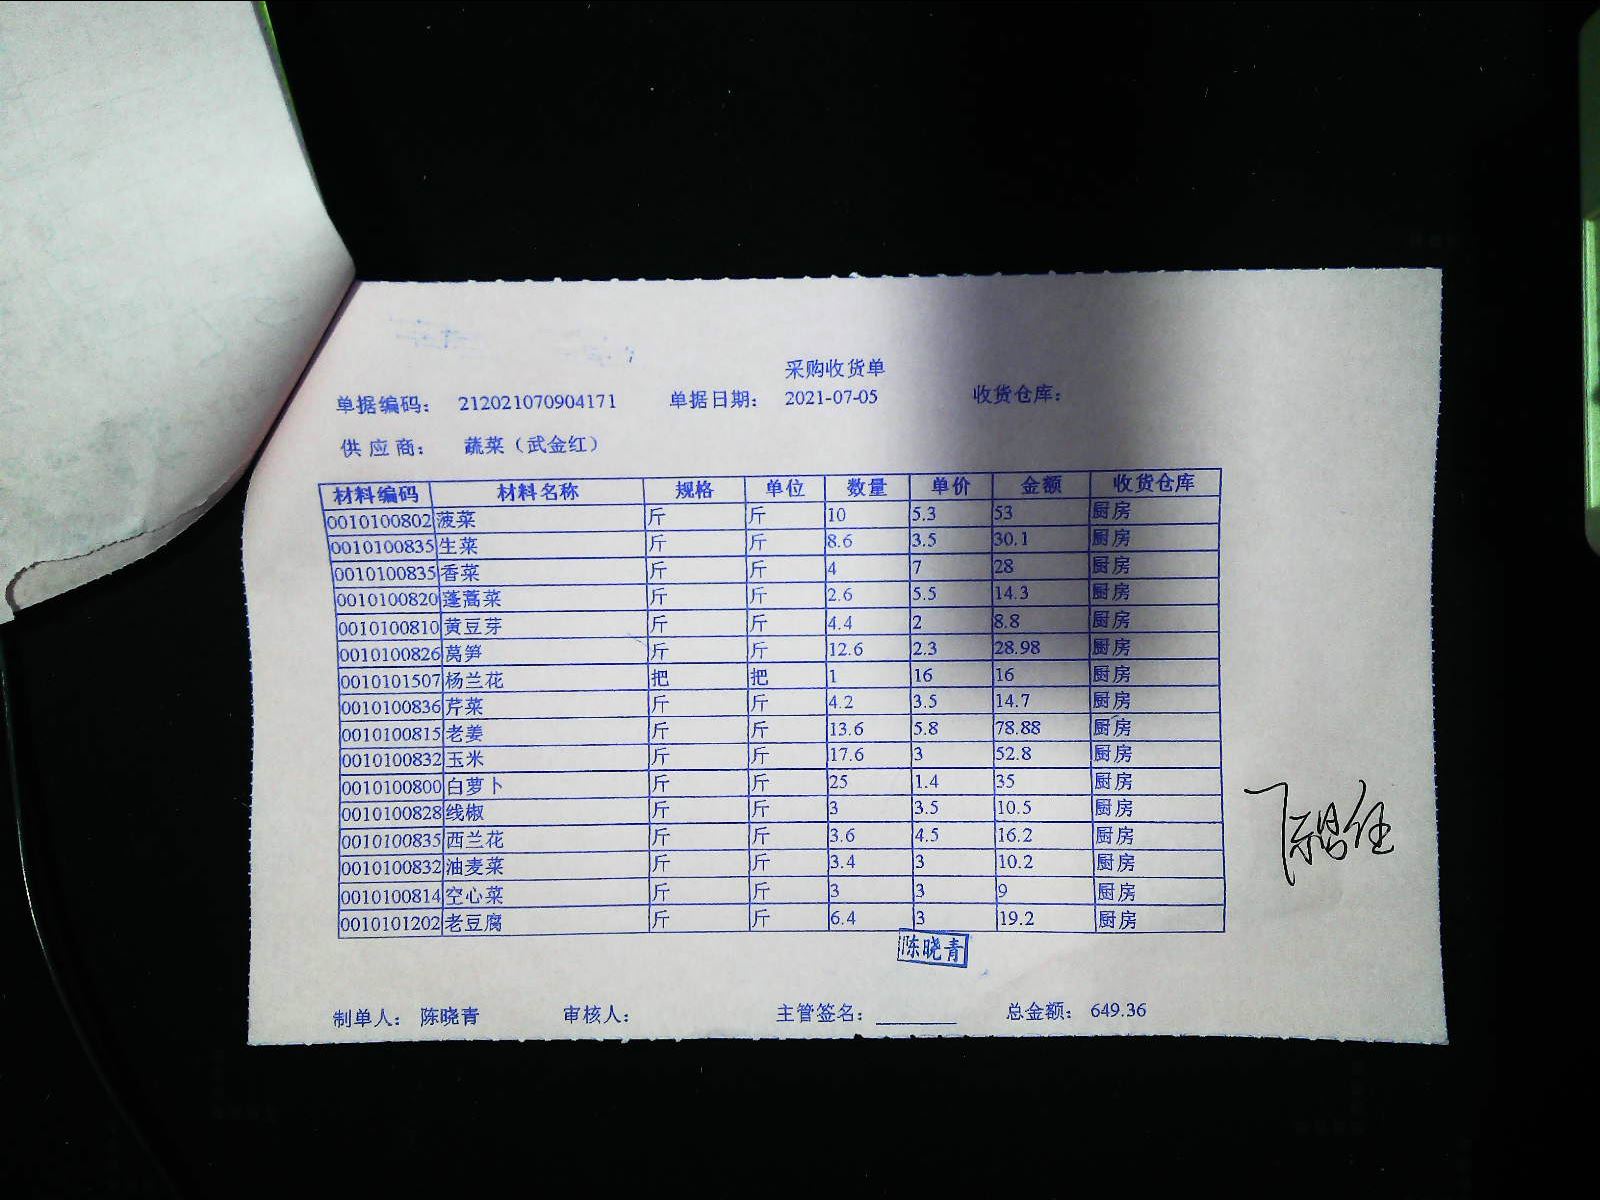 采购收货单
单据编码： 212021070904171 单据日期： 2021-07-05 收货仓库：
供 应 商： 蔬菜（武金红）
材料编码 材料名称 规格 单位 数量 单价 金额 收货仓库
0010100802 菠菜 斤 斤 10 5.3 53 厨房
0010100835 生菜 斤 斤 8.6 3.5 30.1 厨房
0010100835 香菜 斤 斤 4 7 28 厨房
0010100820 蓬蒿菜 斤 斤 2.6 5.5 14.3 厨房
0010100810 黄豆芽 斤 斤 4.4 2 8.8 厨房
0010100826 莴笋 斤 斤 12.6 2.3 28.98 厨房
0010101507 杨兰花 把 把 1 16 16 厨房
0010100836 芹菜 斤 斤 4.2 3.5 14.7 厨房
0010100815 老姜 斤 斤 13.6 5.8 78.88 厨房
0010100832 玉米 斤 斤 17.6 3 52.8 厨房
0010100800 白萝卜 斤 斤 25 1.4 35 厨房
0010100828 线椒 斤 斤 3 3.5 10.5 厨房
0010100835 西兰花 斤 斤 3.6 4.5 16.2 厨房
0010100832 油麦菜 斤 斤 3.4 3 10.2 厨房
0010100814 空心菜 斤 斤 3 3 9 厨房
0010101202 老豆腐 斤 斤 6.4 3 19.2 厨房
陈晓青
制单人： 陈晓青 审核人： 主管签名： 总金额： 649.36